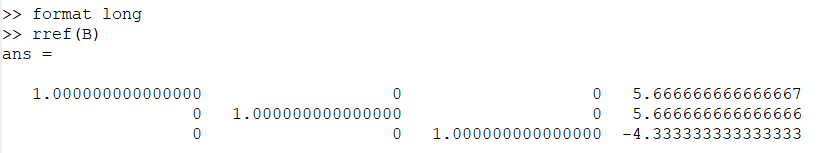 >> format long
>> rref(B)
ans =
1.000000000000000 0 0 5.666666666666667
0 1.000000000000000 0 5.666666666666666
0 0 1.000000000000000 -4.333333333333333